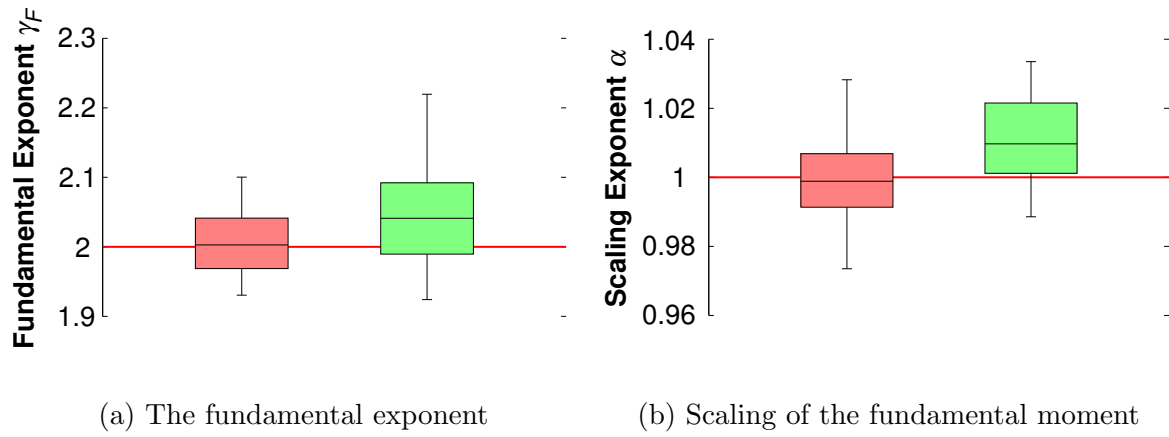 Fundamental Exponent γF
2.3
2.2
2.1
2
1.9
(a) The fundamental exponent
Scaling Exponent α
1.04
1.02
1
0.98
0.96
(b) Scaling of the fundamental moment